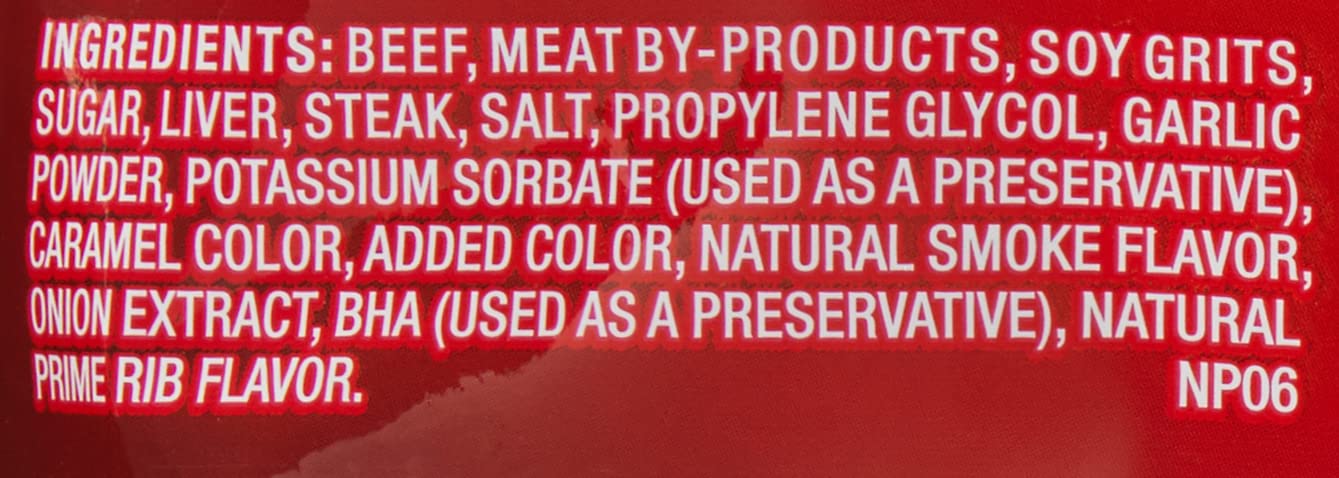 INGREDIENTS: BEEF, MEAT BY-PRODUCTS, SOY GRITS,
SUGAR, LIVER, STEAK, SALT, PROPYLENE GLYCOL, GARLIC
POWDER, POTASSIUM SORBATE (USED AS A PRESERVATIVE),
CARAMEL COLOR, ADDED COLOR, NATURAL SMOKE FLAVOR,
ONION EXTRACT, BHA (USED AS A PRESERVATIVE), NATURAL
PRIME RIB FLAVOR. NP06